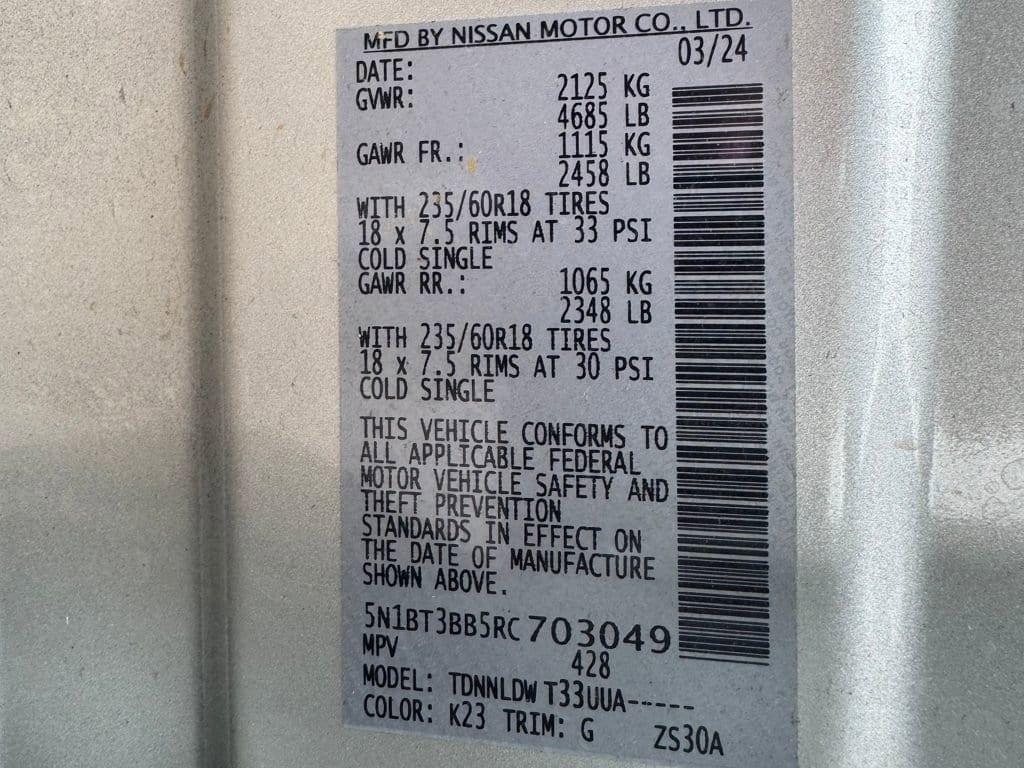 MFD BY NISSAN MOTOR CO., LTD.
DATE: 03/24
GVWR: 2125 KG
4685 LB
GAWR FR.: 1115 KG
2458 LB
WITH 235/60R18 TIRES
18 x 7.5 RIMS AT 33 PSI
COLD SINGLE
GAWR RR.: 1065 KG
2348 LB
WITH 235/60R18 TIRES
18 x 7.5 RIMS AT 30 PSI
COLD SINGLE
THIS VEHICLE CONFORMS TO
ALL APPLICABLE FEDERAL
MOTOR VEHICLE SAFETY AND
THEFT PREVENTION
STANDARDS IN EFFECT ON
THE DATE OF MANUFACTURE
SHOWN ABOVE.
5N1BT3BB5RC703049
MPV 428
MODEL: TDNNLDW T33UUA-----
COLOR: K23 TRIM: G ZS30A